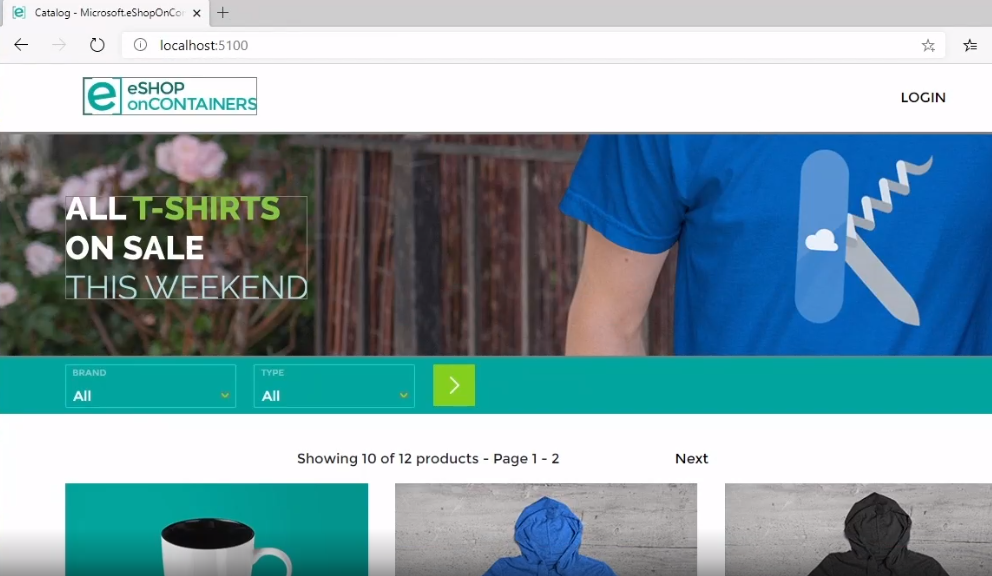 Catalog - Microsoft.eShopOnCo
localhost:5100
e eSHOP
onCONTAINERS
LOGIN
ALL T-SHIRTS
ON SALE
THIS WEEKEND
BRAND
All
TYPE
All
Showing 10 of 12 products - Page 1 - 2
Next